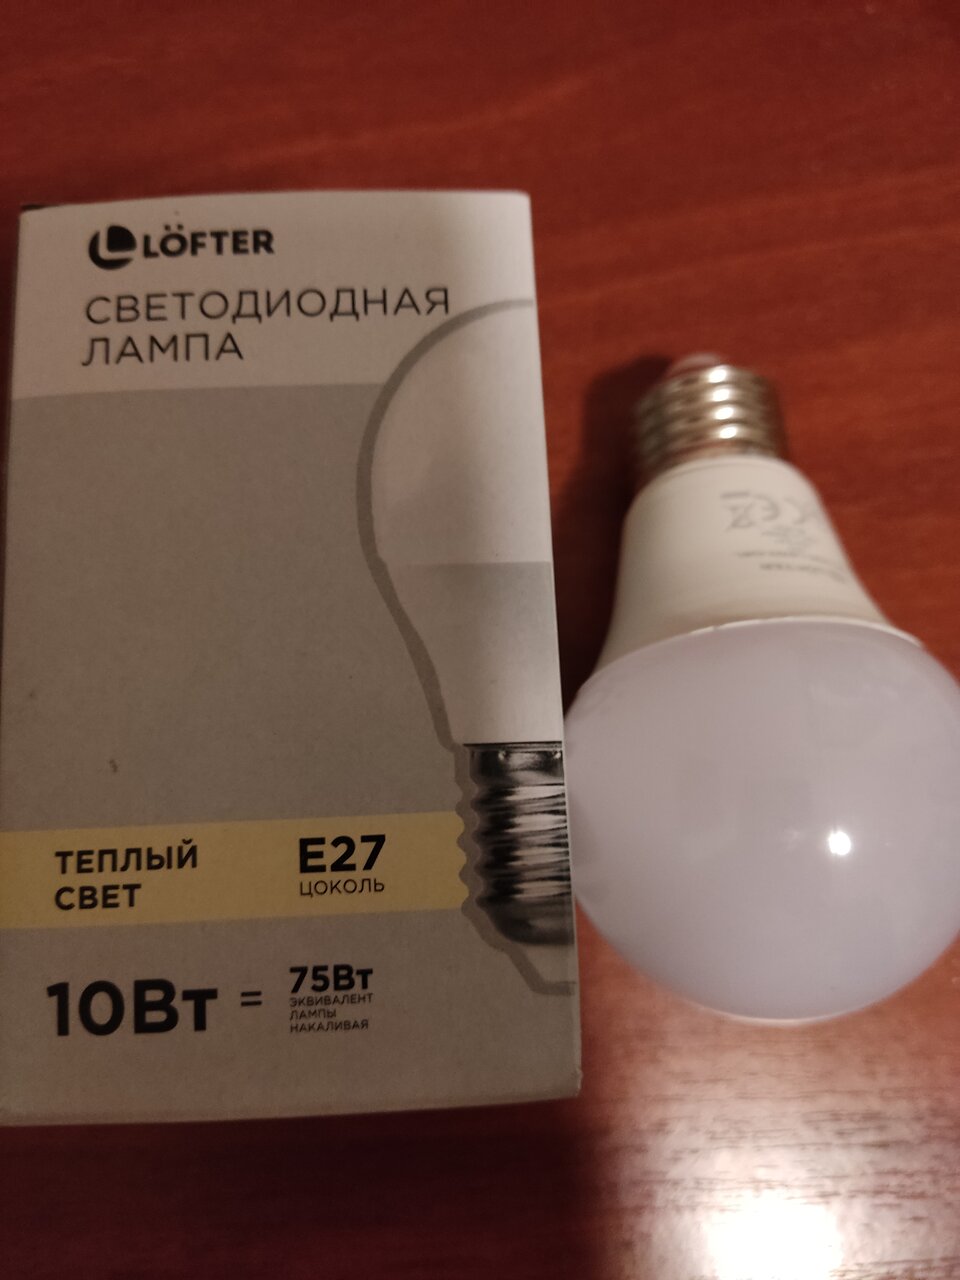 LÖFTER
СВЕТОДИОДНАЯ
ЛАМПА
ТЕПЛЫЙ
СВЕТ
E27
ЦОКОЛЬ
10Вт = 75Вт
ЭКВИВАЛЕНТ
ЛАМПЫ
НАКАЛИВАЯ